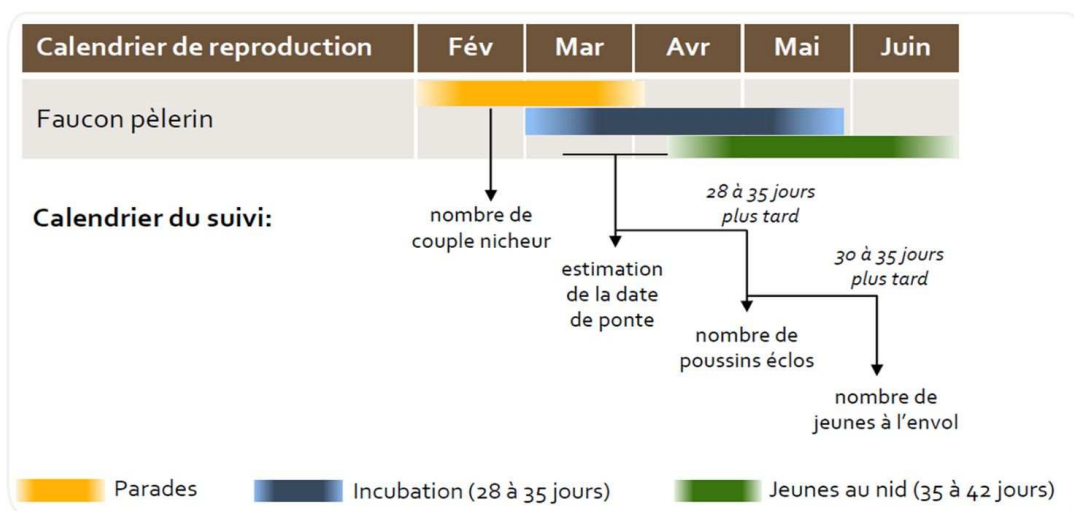 Calendrier de reproduction Fév Mar Avr Mai Juin
Faucon pèlerin
Calendrier du suivi:
nombre de
couple nicheur
estimation
de la date
de ponte
28 à 35 jours
plus tard
nombre de
poussins éclos
30 à 35 jours
plus tard
nombre de
jeunes à l'envol
Parades
Incubation (28 à 35 jours)
Jeunes au nid (35 à 42 jours)